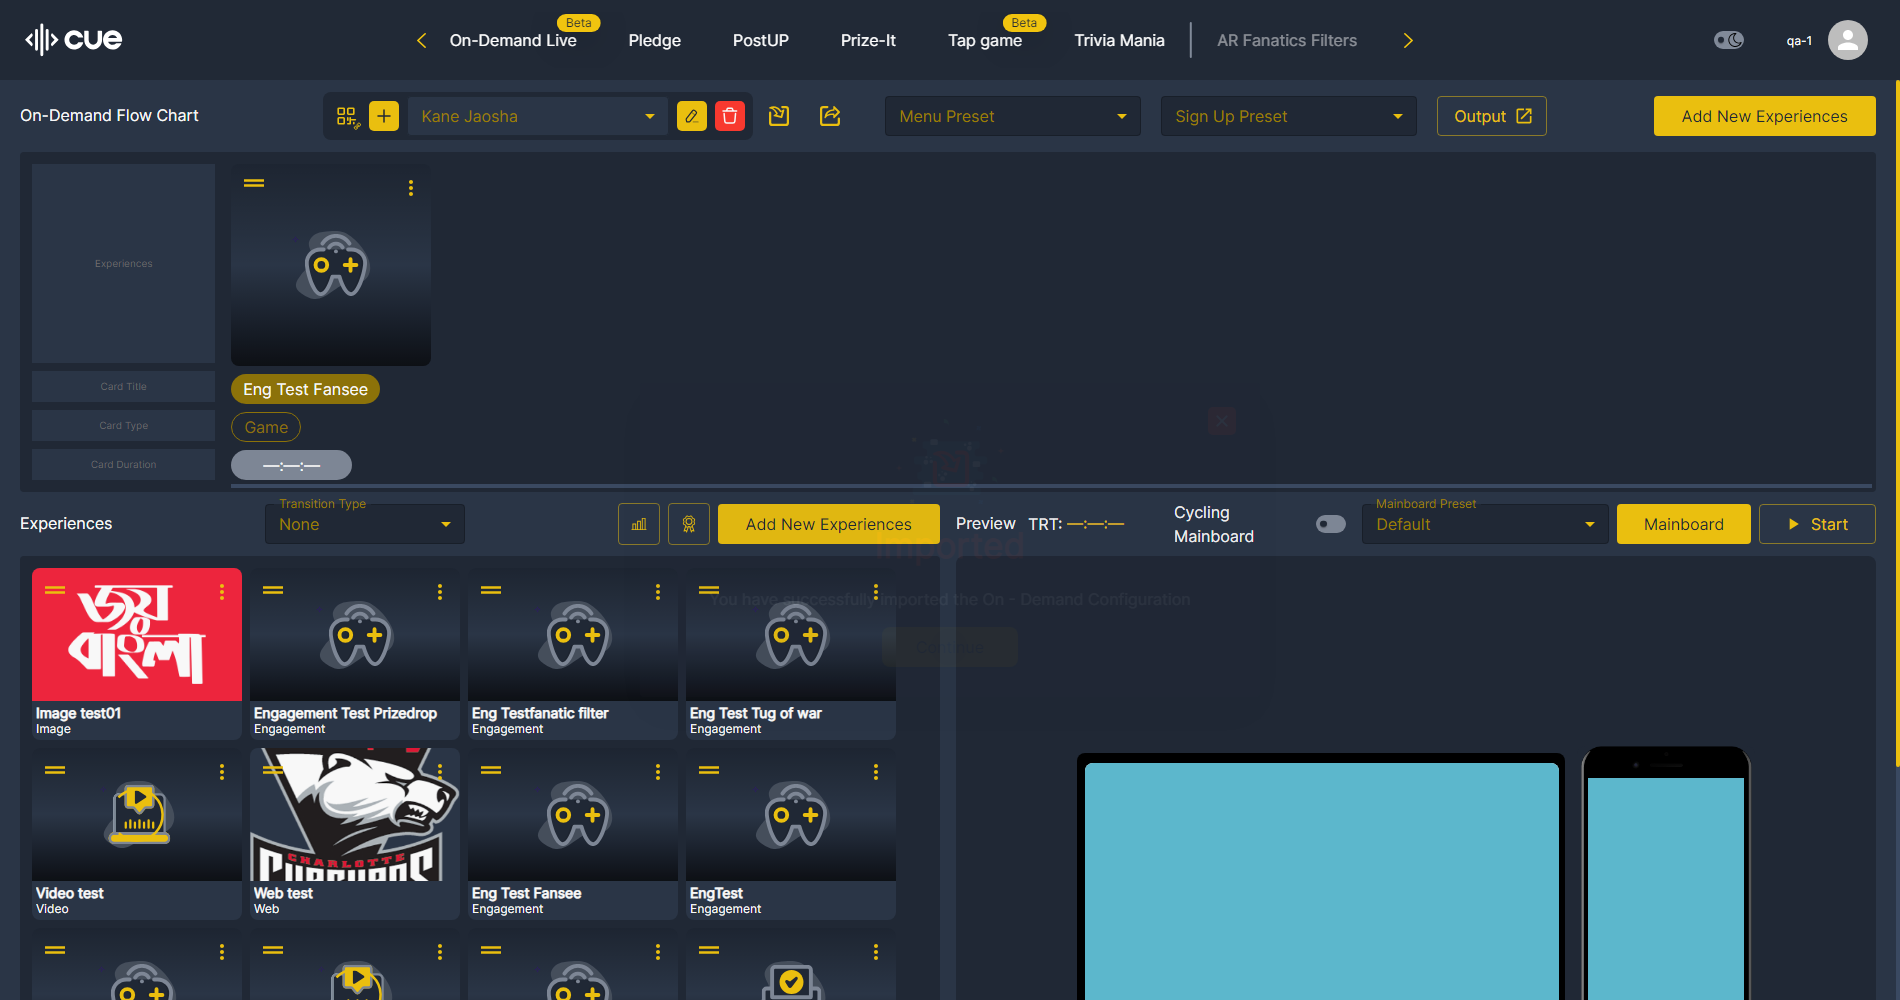 cue
On-Demand Live
Beta
Pledge
PostUP
Prize-It
Tap game
Beta
Trivia Mania
AR Fanatics Filters
qa-1
On-Demand Flow Chart
Kane Jaosha
Menu Preset
Sign Up Preset
Output
Add New Experiences
Experiences
Card Title
Eng Test Fansee
Card Type
Game
Card Duration
—:—:—
Experiences
Transition Type
None
Add New Experiences
Preview
TRT: —:—:—
Cycling
Mainboard
Mainboard Preset
Default
Mainboard
Start
Imported
You have successfully imported the On - Demand Configuration
Continue
জয়
বাংলা
Image test01
Image
Engagement Test Prizedrop
Engagement
Eng Testfanatic filter
Engagement
Eng Test Tug of war
Engagement
CHARLOTTE
Video test
Video
Web test
Web
Eng Test Fansee
Engagement
EngTest
Engagement